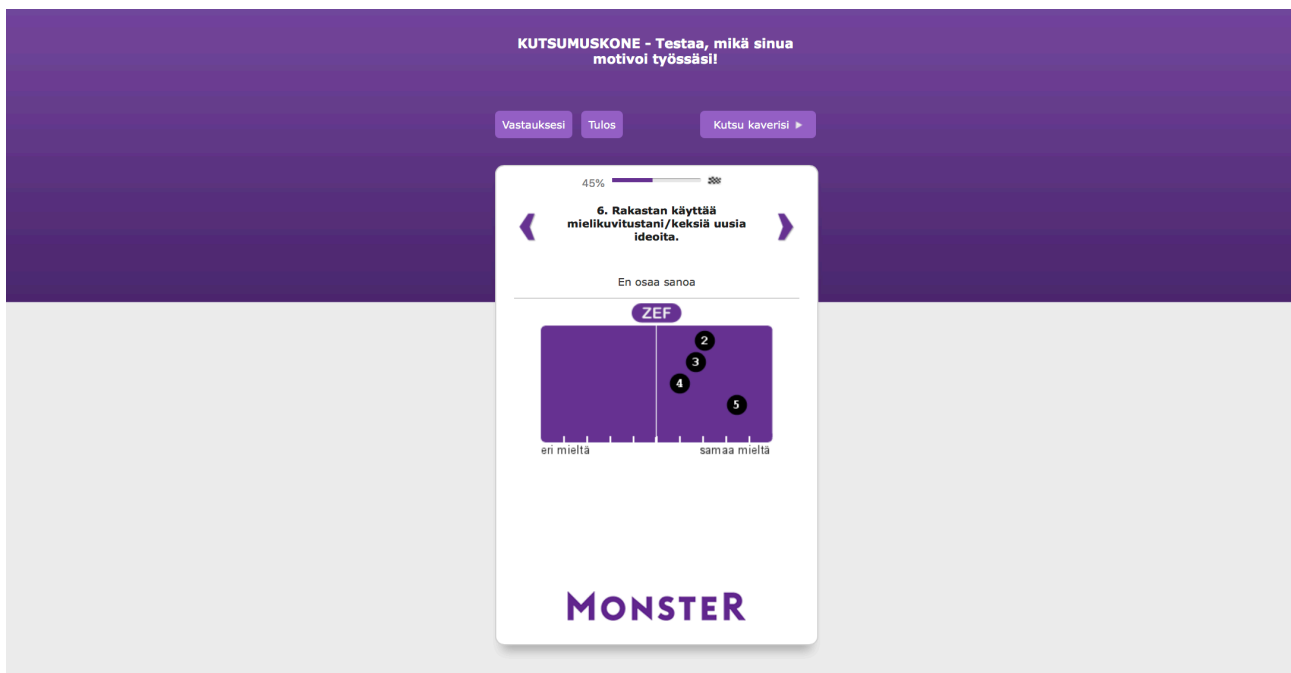 KUTSUMUSKONE - Testaa, mikä sinua
motivoi työssäsi!
Vastauksesi
Tulos
Kutsu kaverisi
45%
6. Rakastan käyttää
mielikuvitustani/keksiä uusia
ideoita.
En osaa sanoa
ZEF
2
3
4
5
eri mieltä
samaa mieltä
MONSTER